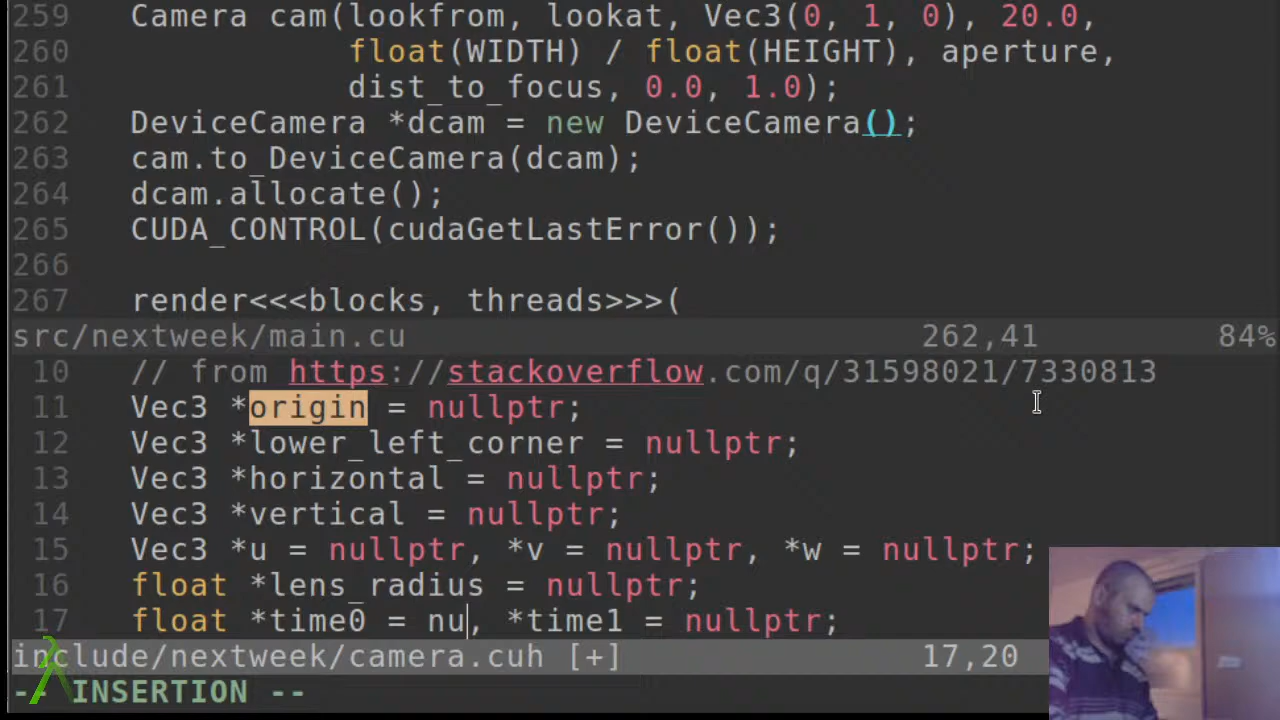 259   Camera cam(lookfrom, lookat, Vec3(0, 1, 0), 20.0,
260              float(WIDTH) / float(HEIGHT), aperture,
261              dist_to_focus, 0.0, 1.0);
262   DeviceCamera *dcam = new DeviceCamera();
263   cam.to_DeviceCamera(dcam);
264   dcam.allocate();
265   CUDA_CONTROL(cudaGetLastError());
266
267   render<<<blocks, threads>>>(
src/nextweek/main.cu 262,41 84%
10   // from https://stackoverflow.com/q/31598021/7330813
11   Vec3 *origin = nullptr;
12   Vec3 *lower_left_corner = nullptr;
13   Vec3 *horizontal = nullptr;
14   Vec3 *vertical = nullptr;
15   Vec3 *u = nullptr, *v = nullptr, *w = nullptr;
16   float *lens_radius = nullptr;
17   float *time0 = nu, *time1 = nullptr;
include/nextweek/camera.cuh [+] 17,20
-- INSERTION --
λ